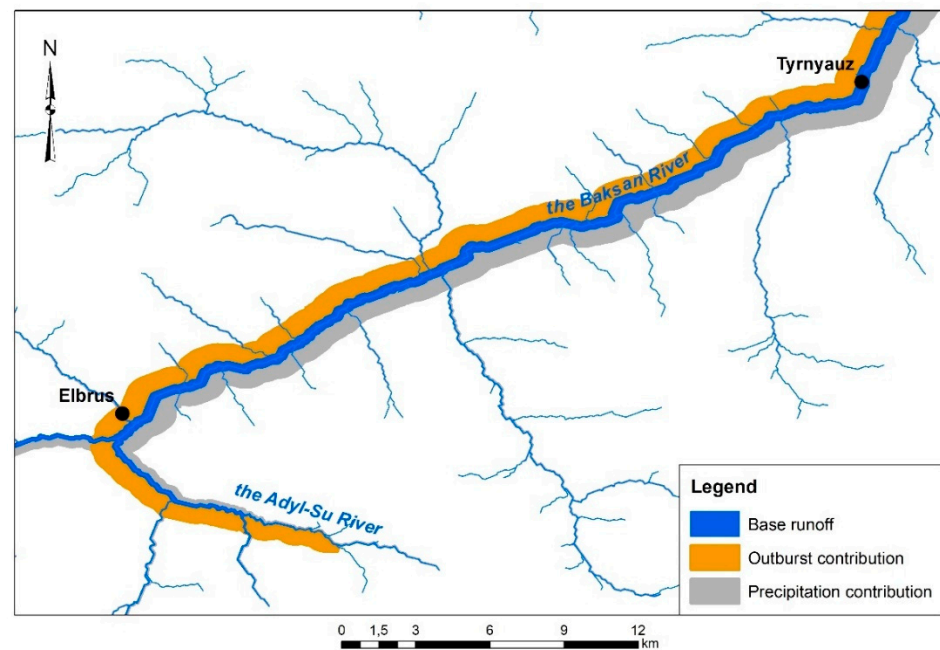 N
Tyrnyauz
the Baksan River
Elbrus
the Adyl-Su River
Legend
Base runoff
Outburst contribution
Precipitation contribution
0 1,5 3 6 9 12
km